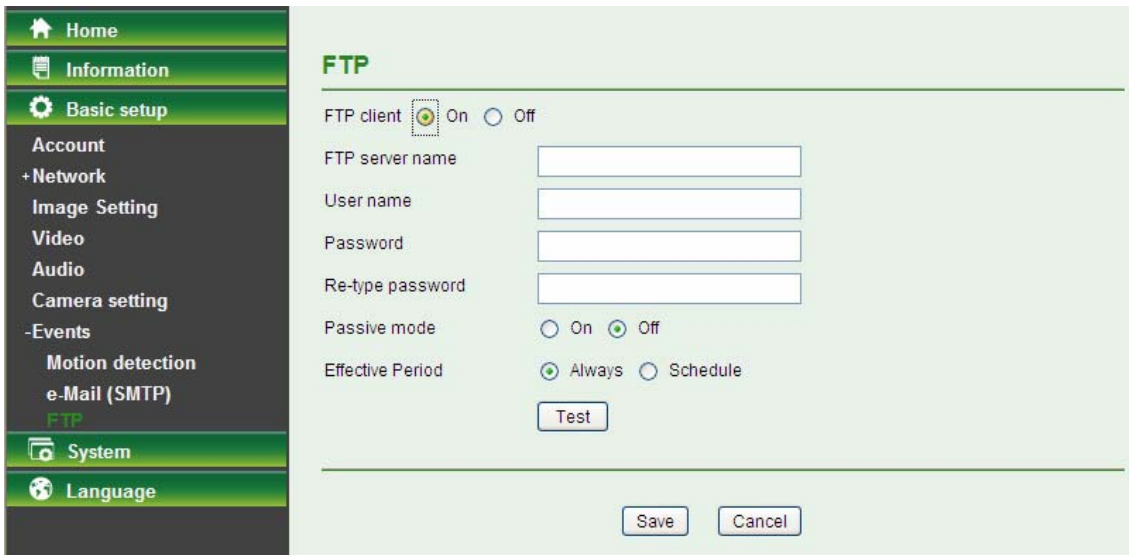 Home
Information
Basic setup
Account
+Network
Image Setting
Video
Audio
Camera setting
-Events
Motion detection
e-Mail (SMTP)
FTP
System
Language
FTP
FTP client On Off
FTP server name
User name
Password
Re-type password
Passive mode On Off
Effective Period Always Schedule
Test
Save Cancel